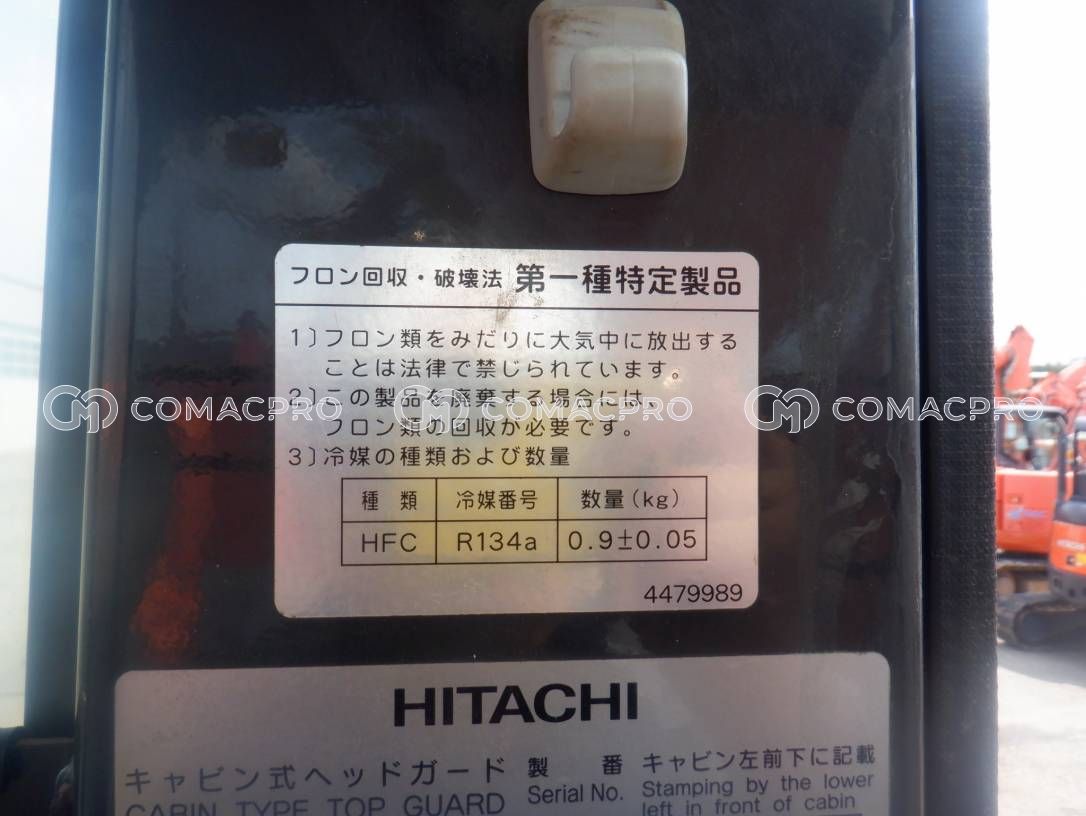 フロン回収・破壊法 第一種特定製品
1)フロン類をみだりに大気中に放出する
ことは法律で禁じられています。
2)この製品を廃棄する場合には、
フロン類の回収が必要です。
3)冷媒の種類および数量
種類 冷媒番号 数量(kg)
HFC R134a 0.9±0.05
4479989
COMACPRO COMACPRO COMACPRO
HITACHI
キャビン式ヘッドガード 製番 キャビン左前下に記載
CABIN TYPE TOP GUARD Serial No. Stamping by the lower
left in front of cabin
HITACHI